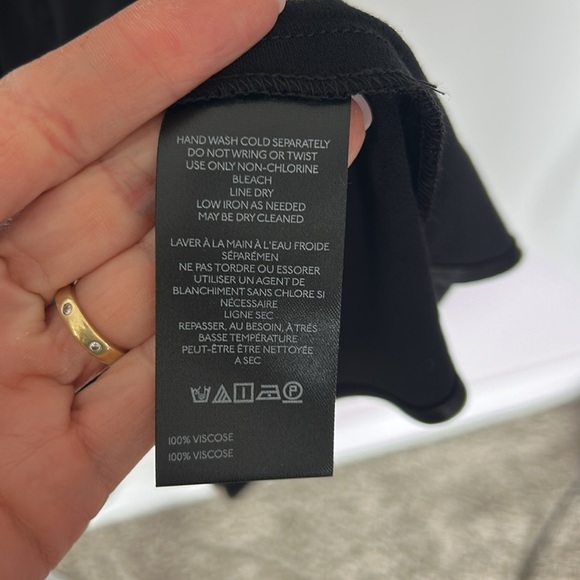 HAND WASH COLD SEPARATELY
DO NOT WRING OR TWIST
USE ONLY NON-CHLORINE
BLEACH
LINE DRY
LOW IRON AS NEEDED
MAY BE DRY CLEANED
LAVER À LA MAIN À L'EAU FROIDE
SÉPARÉMEN
NE PAS TORDRE OU ESSORER
UTILISER UN AGENT DE
BLANCHIMENT SANS CHLORE SI
NÉCESSAIRE
LIGNE SEC
REPASSER, AU BESOIN, À TRÉS
BASSE TEMPÉRATURE
PEUT-ÊTRE ÊTRE NETTOYÉE
A SEC
P
100% VISCOSE
100% VISCOSE